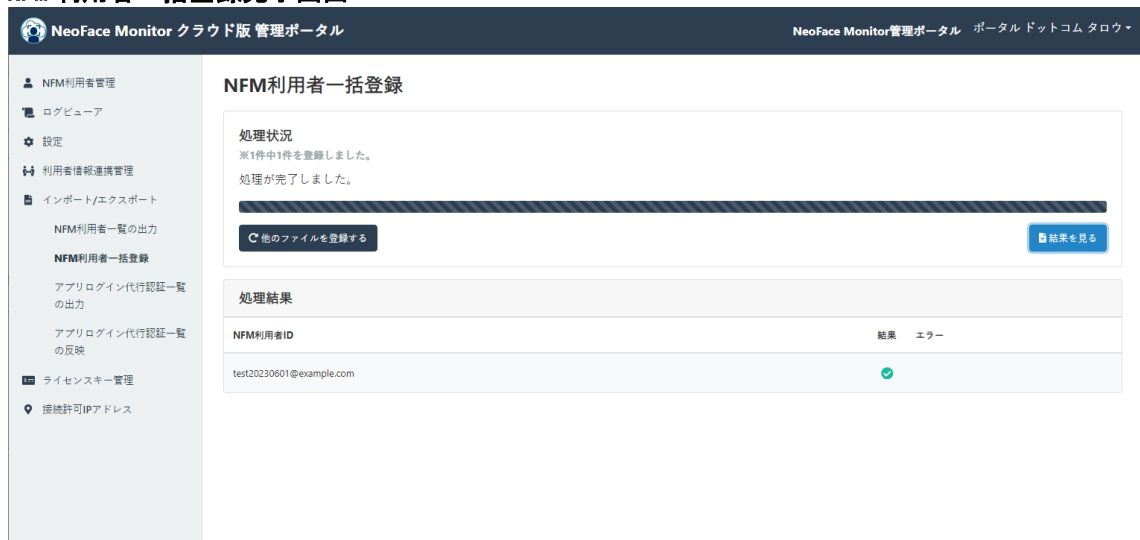 NeoFace Monitor クラウド版 管理ポータル
NeoFace Monitor管理ポータル ポータル ドットコム タロウ
NFM利用者管理
ログビューア
設定
利用者情報連携管理
インポート/エクスポート
NFM利用者一覧の出力
NFM利用者一括登録
アプリログイン代行認証一覧
の出力
アプリログイン代行認証一覧
の反映
ライセンスキー管理
接続許可IPアドレス
NFM利用者一括登録
処理状況
※1件中1件を登録しました。
処理が完了しました。
他のファイルを登録する
結果を見る
処理結果
NFM利用者ID 結果 エラー
test20230601@example.com